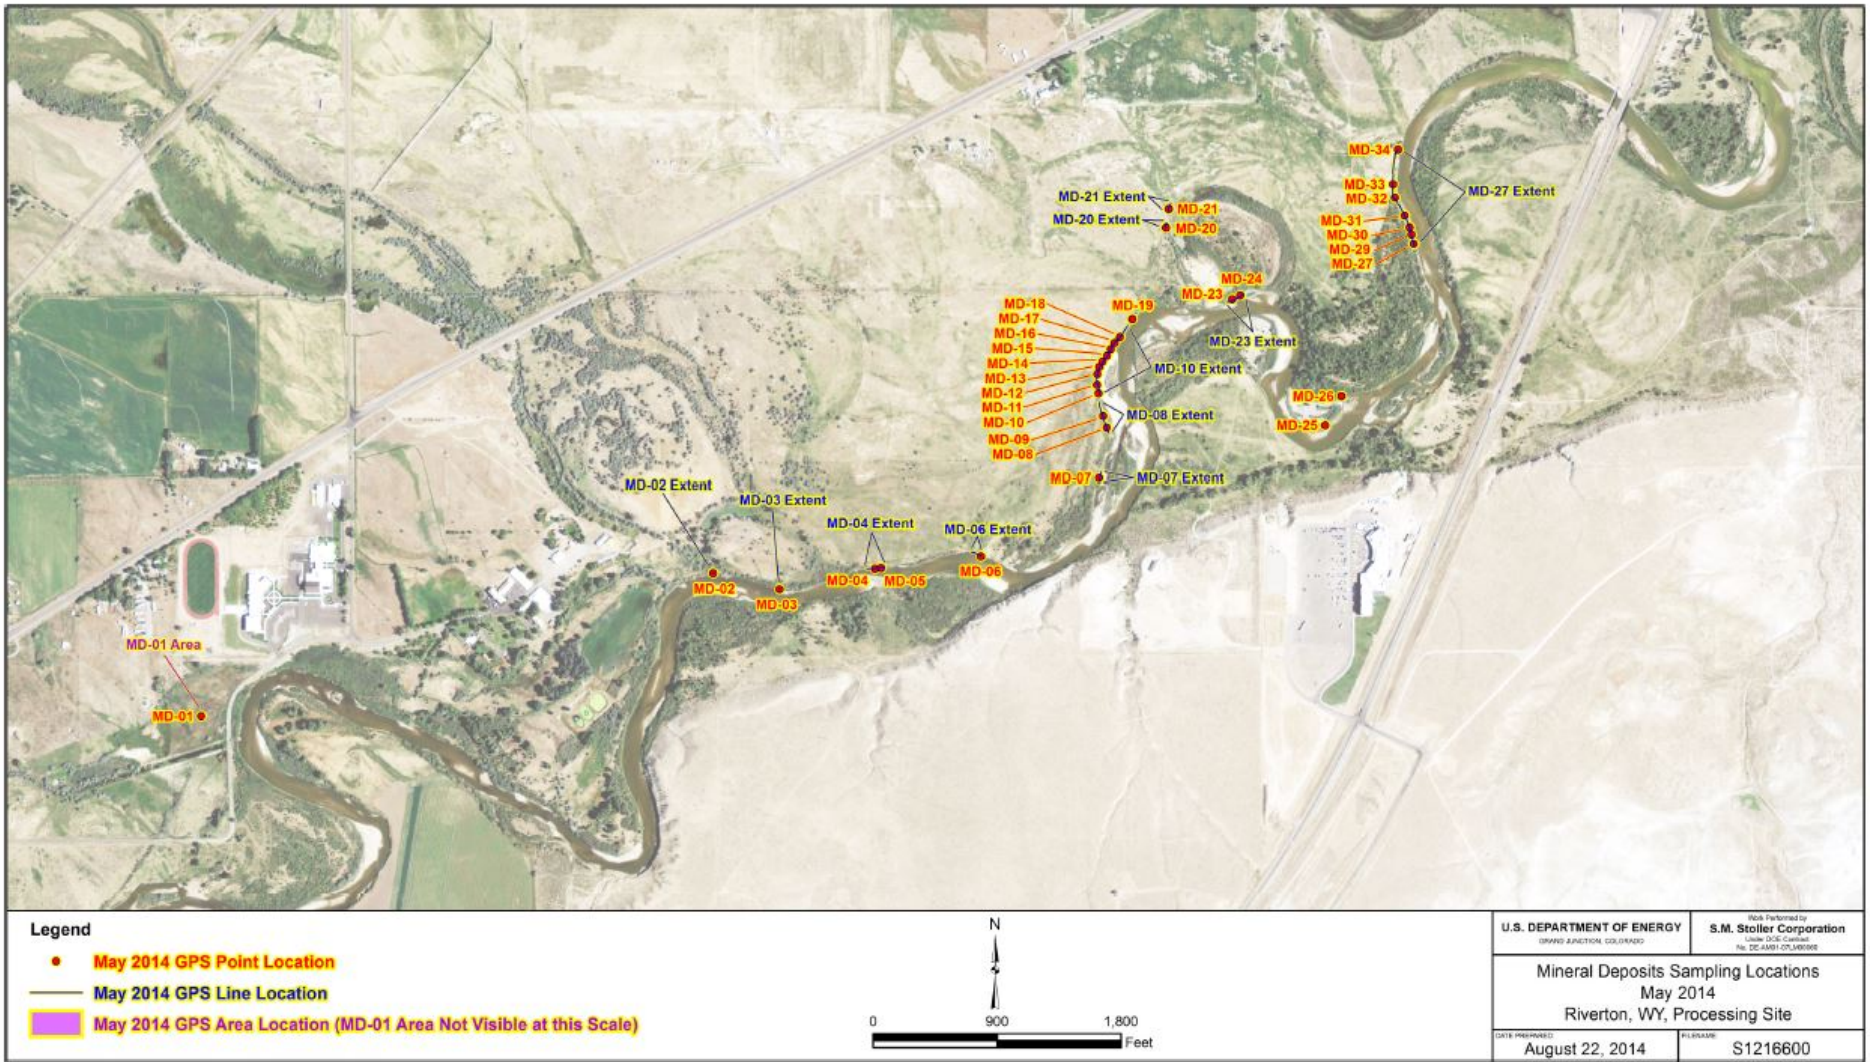 MD-34
MD-33
MD-27 Extent
MD-32
MD-21 Extent
MD-21
MD-20 Extent
MD-20
MD-31
MD-30
MD-29
MD-27
MD-24
MD-23
MD-18
MD-19
MD-17
MD-16
MD-23 Extent
MD-15
MD-14
MD-10 Extent
MD-13
MD-12
MD-26
MD-11
MD-08 Extent
MD-10
MD-25
MD-09
MD-08
MD-07
MD-07 Extent
MD-02 Extent
MD-03 Extent
MD-04 Extent
MD-06 Extent
MD-06
MD-04
MD-05
MD-02
MD-03
MD-01 Area
MD-01
Legend
May 2014 GPS Point Location
May 2014 GPS Line Location
May 2014 GPS Area Location (MD-01 Area Not Visible at this Scale)
N
0 900 1,800
Feet
U.S. DEPARTMENT OF ENERGY
GRAND JUNCTION, COLORADO
Work Performed by
S.M. Stoller Corporation
Under DOE Contract
Mineral Deposits Sampling Locations
May 2014
Riverton, WY, Processing Site
DATE PREPARED:
August 22, 2014
FILENAME:
S1216600